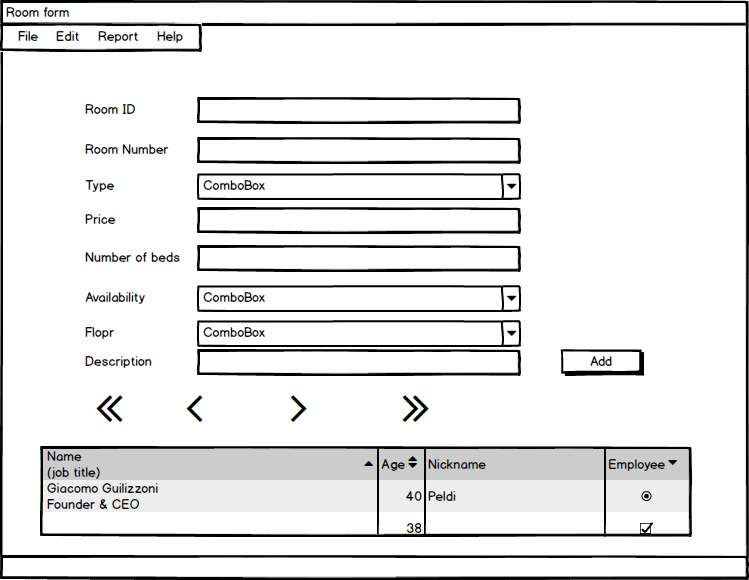 Room form
File Edit Report Help
Room ID
Room Number
Type ComboBox
Price
Number of beds
Availability ComboBox
Flopr ComboBox
Description Add
Name
(job title) Age Nickname Employee
Giacomo Guilizzoni
Founder & CEO 40 Peldi
38